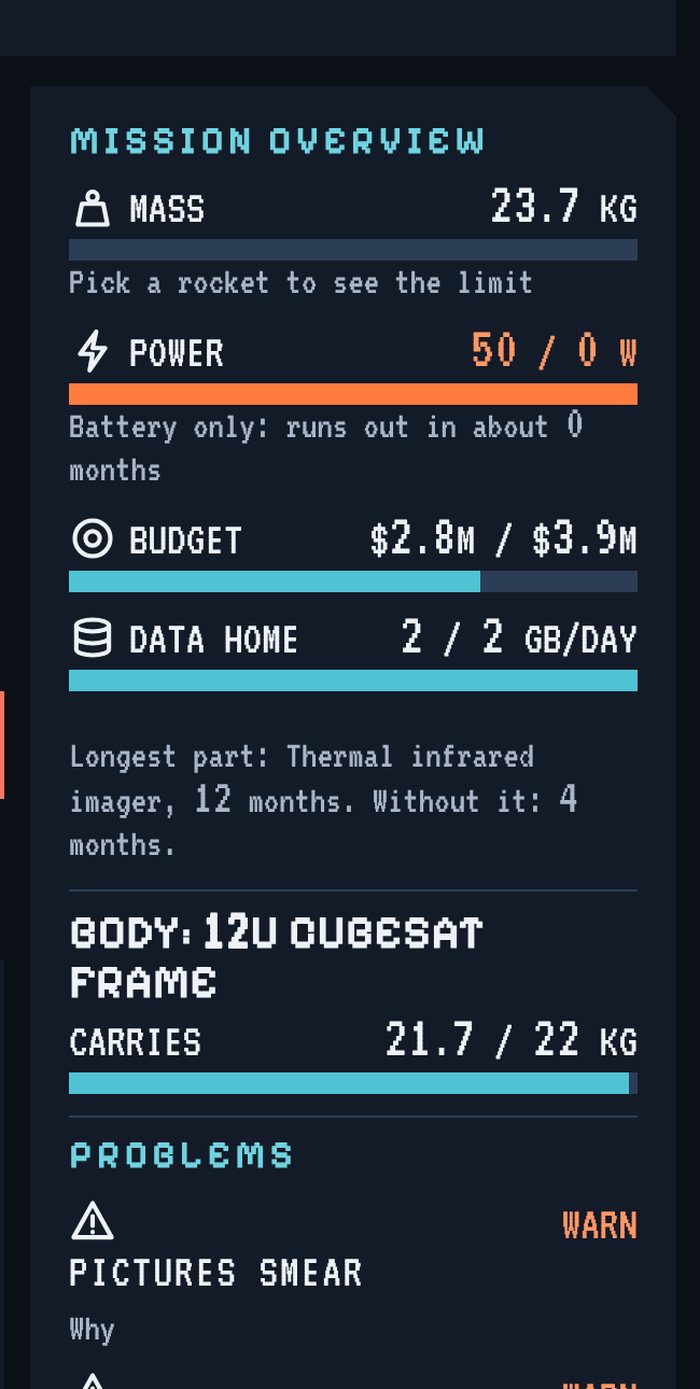 MISSION OVERVIEW
MASS 23.7 KG
Pick a rocket to see the limit
POWER 50 / 0 W
Battery only: runs out in about 0
months
BUDGET $2.8M / $3.9M
DATA HOME 2 / 2 GB/DAY
Longest part: Thermal infrared
imager, 12 months. Without it: 4
months.
BODY: 12U CUBESAT
FRAME
CARRIES 21.7 / 22 KG
PROBLEMS
WARN
PICTURES SMEAR
Why